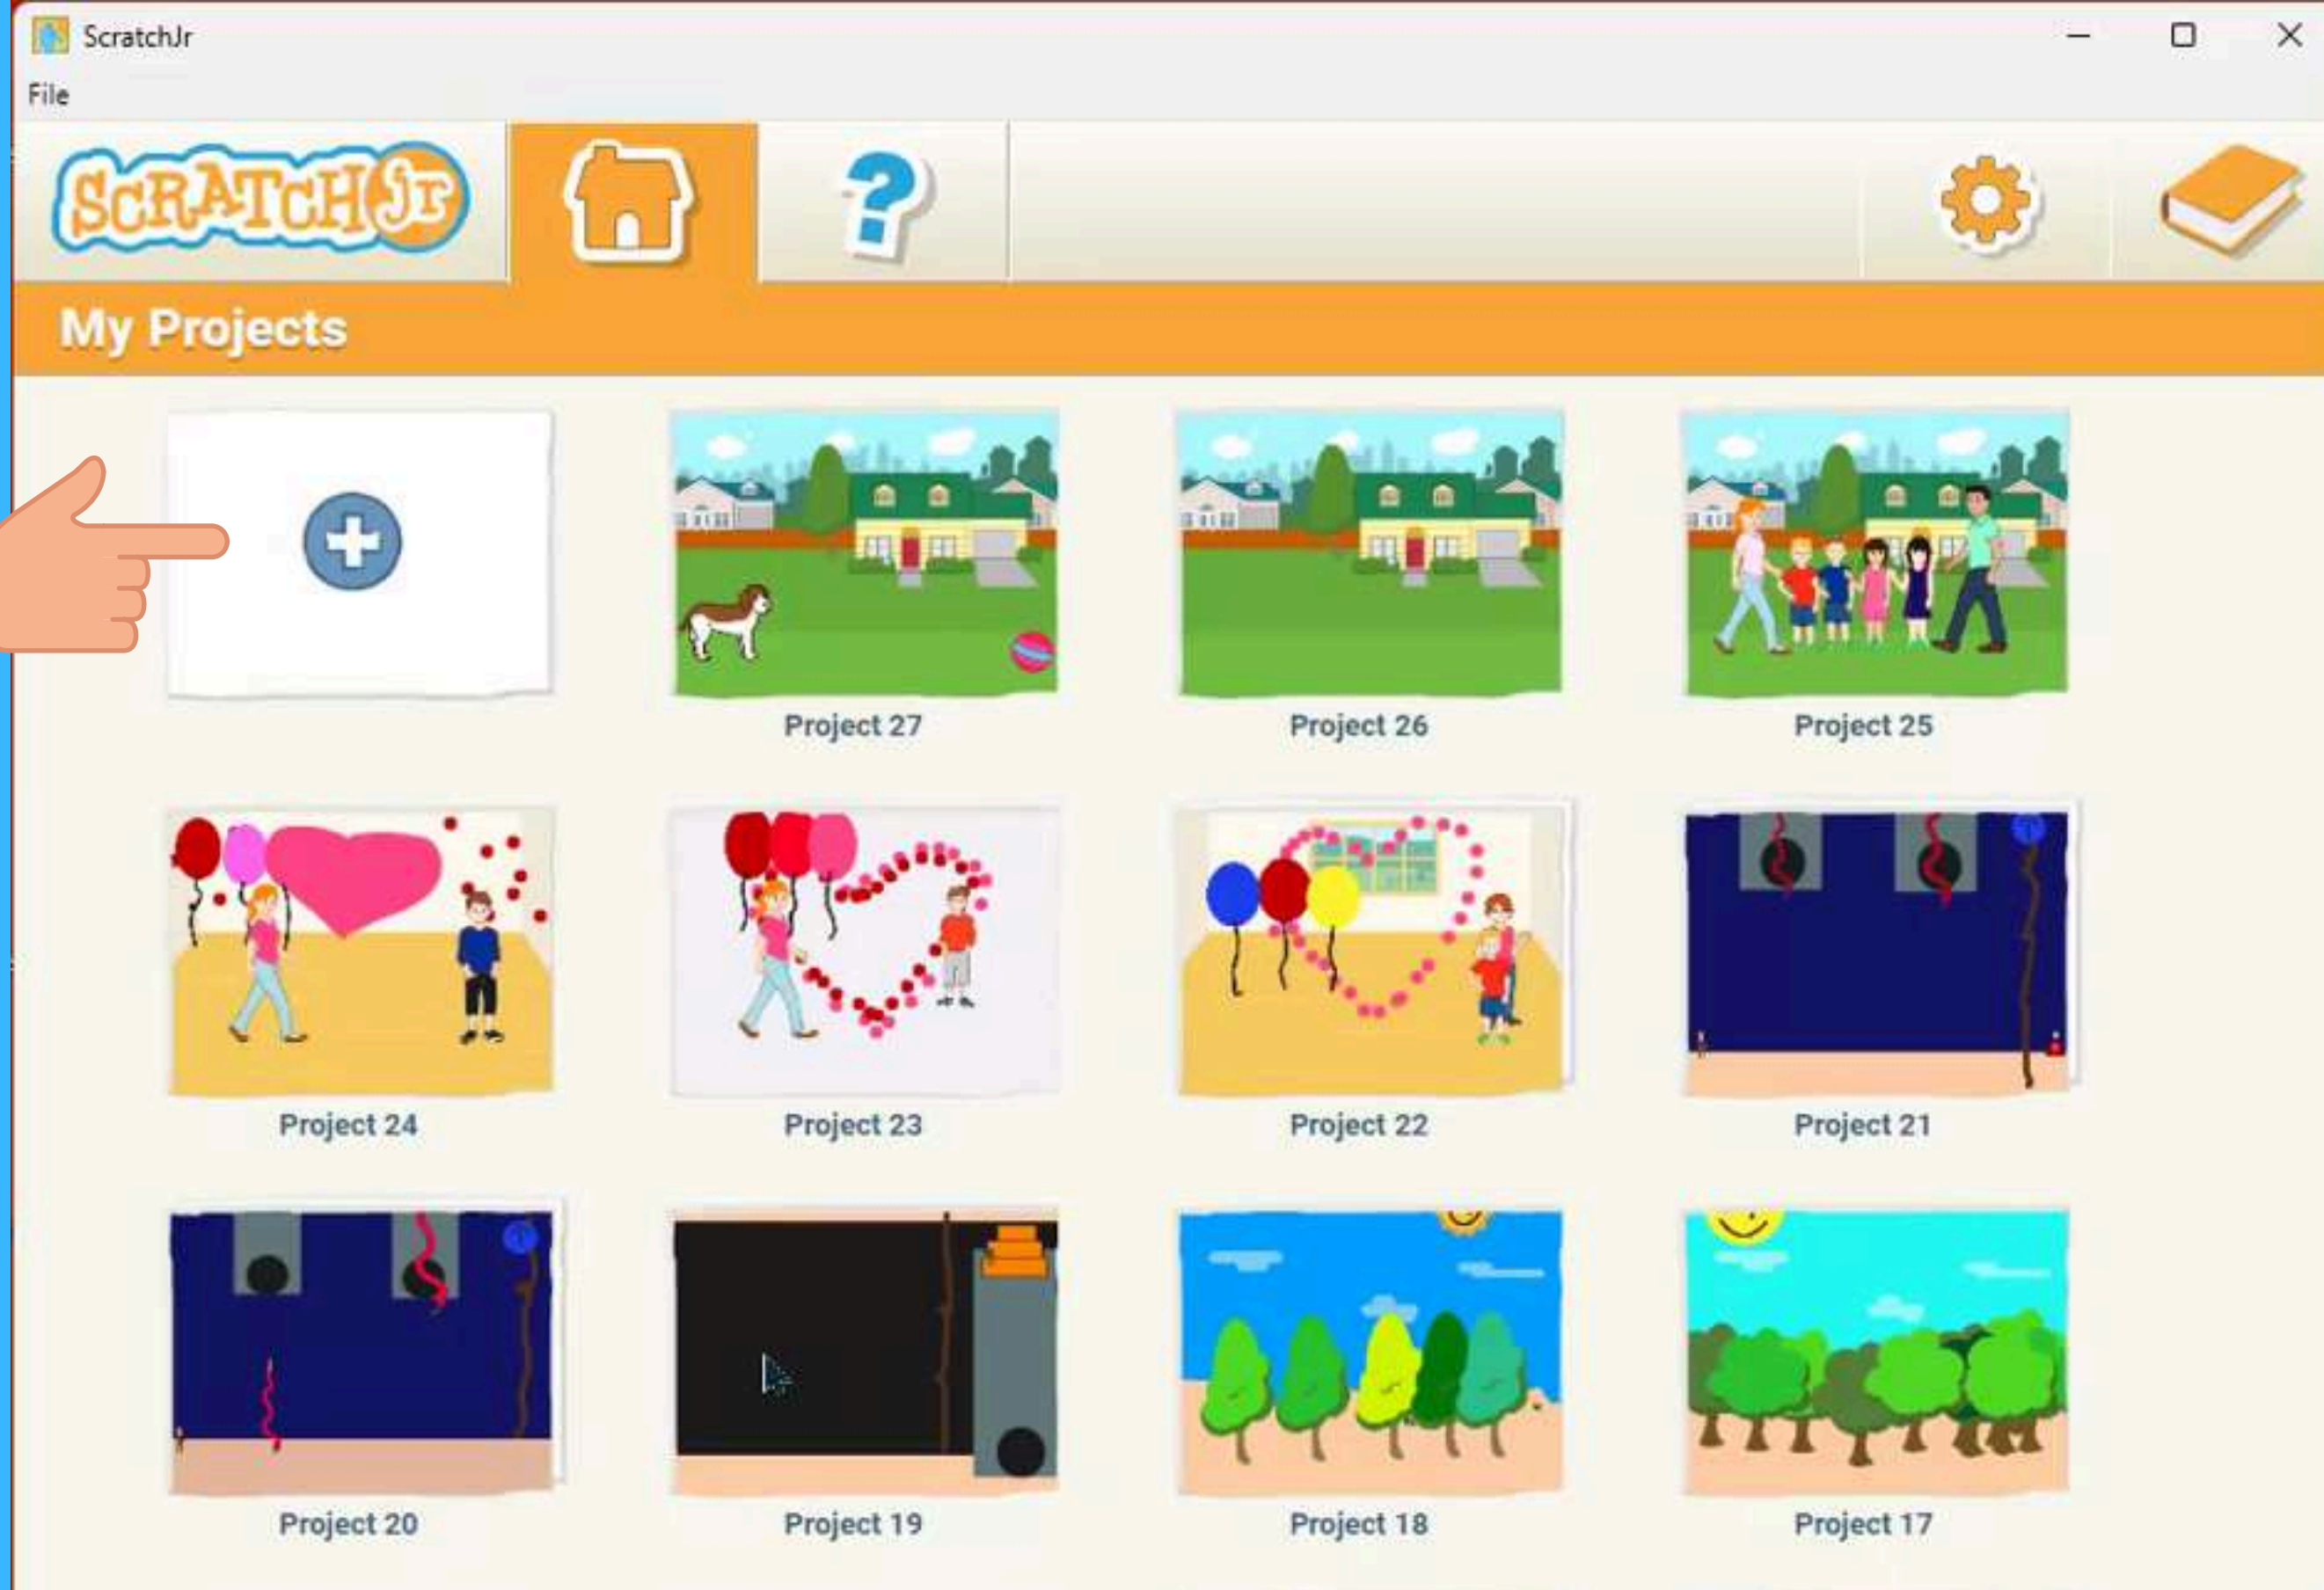 ScratchJr
File
SCRATCH jr
My Projects
Project 27
Project 26
Project 25
Project 24
Project 23
Project 22
Project 21
Project 20
Project 19
Project 18
Project 17